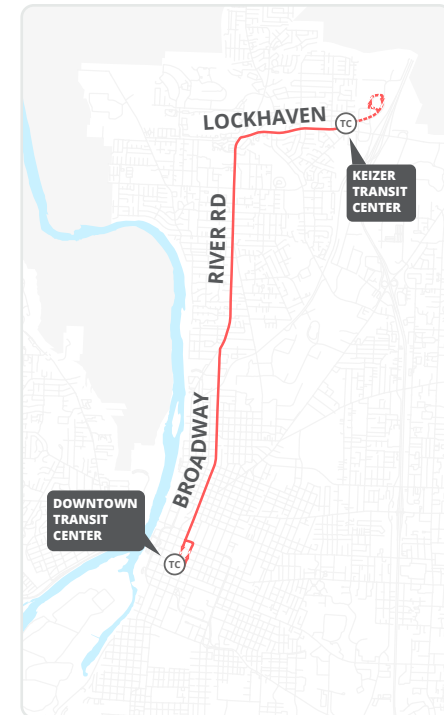 LOCKHAVEN
TC
KEIZER
TRANSIT
CENTER
RIVER RD
BROADWAY
DOWNTOWN
TRANSIT
CENTER
TC